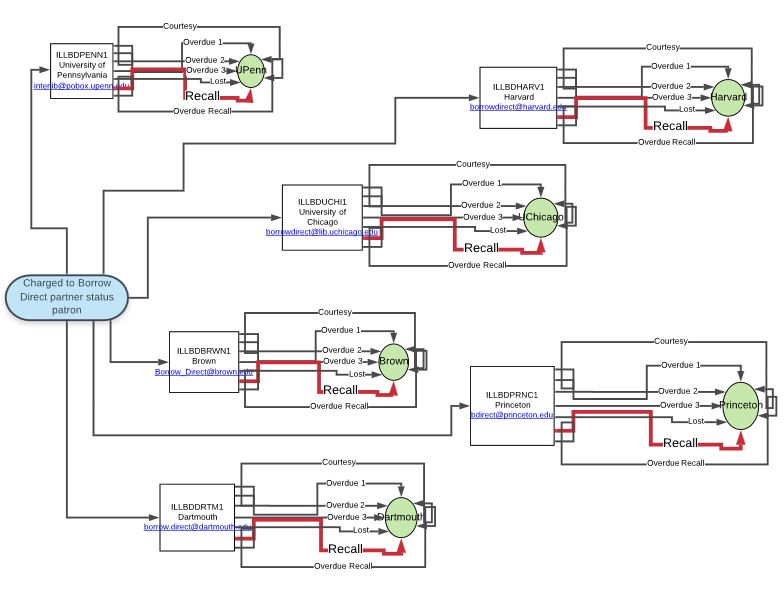 Courtesy
Overdue 1
ILLBDPENN1
University of
Pennsylvania
interlib@pobox.upenn.edu
Overdue 2
Overdue 3
Lost
UPenn
Recall
Overdue Recall
Courtesy
Overdue 1
ILLBDHARV1
Harvard
borrowdirect@harvard.edu
Overdue 2
Overdue 3
Lost
Harvard
Recall
Overdue Recall
Courtesy
Overdue 1
ILLBDUCHI1
University of
Chicago
borrowdirect@lib.uchicago.edu
Overdue 2
Overdue 3
Lost
UChicago
Recall
Overdue Recall
Charged to Borrow
Direct partner status
patron
Courtesy
Overdue 1
ILLBDBRWN1
Brown
Borrow_Direct@brown.edu
Overdue 2
Overdue 3
Lost
Brown
Recall
Overdue Recall
Courtesy
Overdue 1
ILLBDPRNC1
Princeton
bdirect@princeton.edu
Overdue 2
Overdue 3
Lost
Princeton
Recall
Overdue Recall
Courtesy
Overdue 1
ILLBDDRTM1
Dartmouth
borrow.direct@dartmouth.edu
Overdue 2
Overdue 3
Lost
Dartmouth
Recall
Overdue Recall